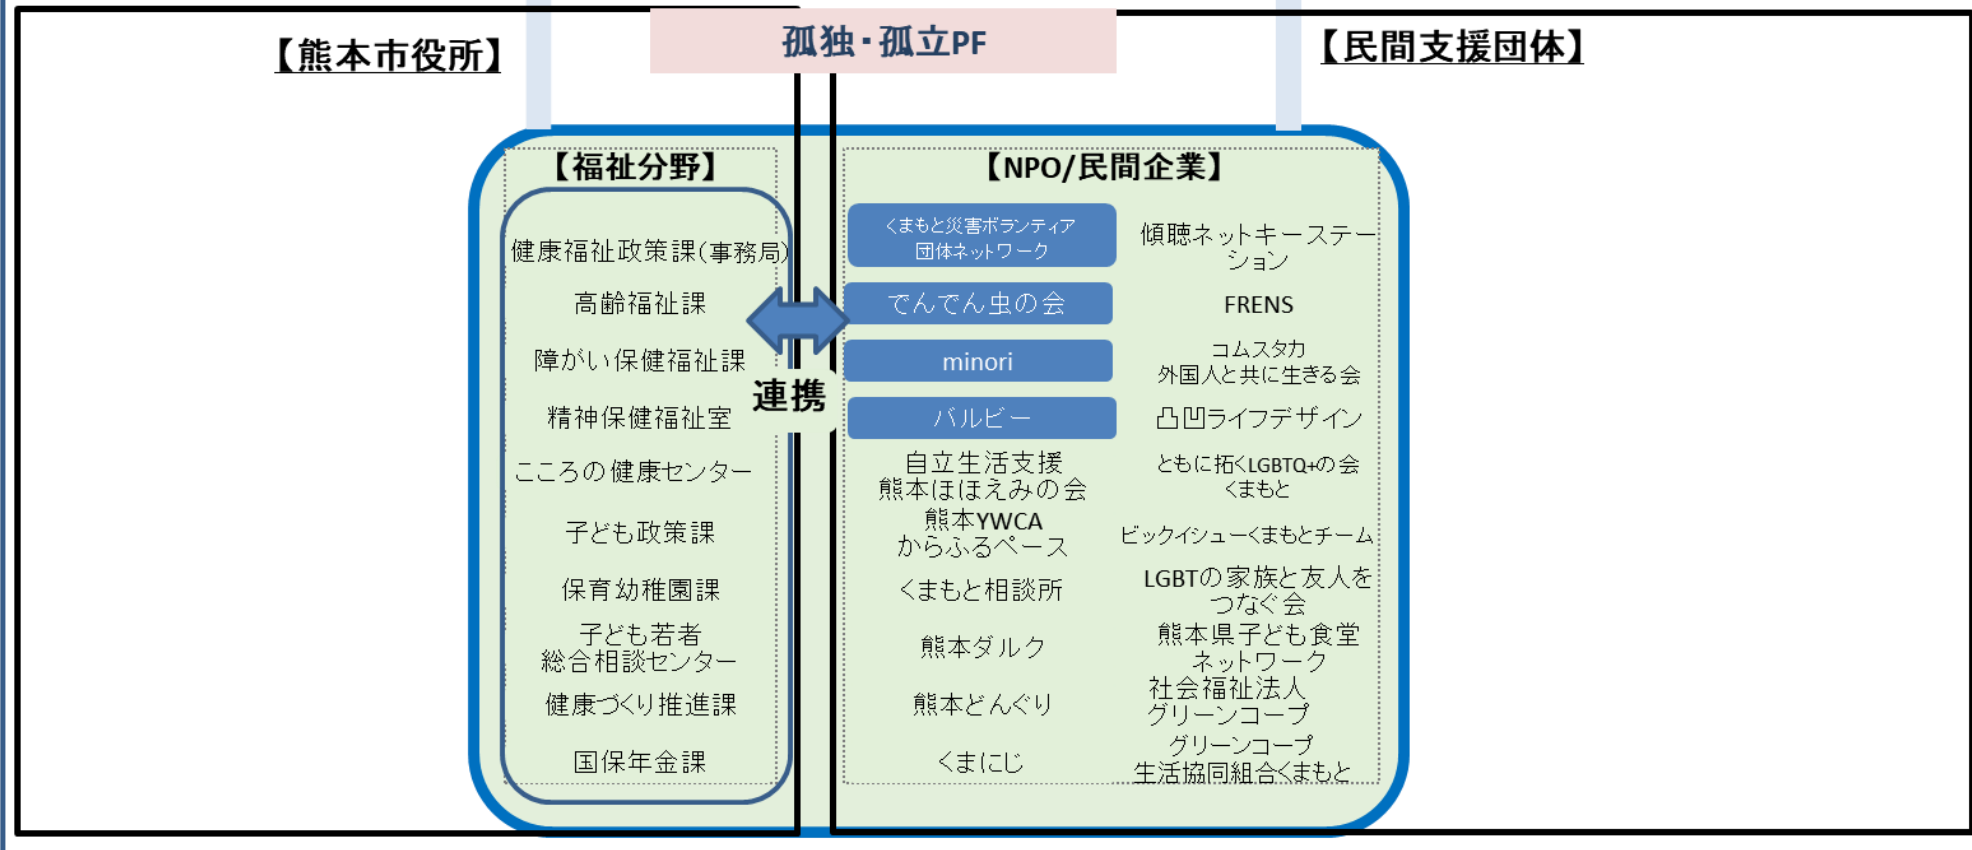 【熊本市役所】
孤独・孤立PF
【民間支援団体】
【福祉分野】
健康福祉政策課(事務局)
高齢福祉課
障がい保健福祉課
精神保健福祉室
こころの健康センター
子ども政策課
保育幼稚園課
子ども若者
総合相談センター
健康づくり推進課
国保年金課
連携
【NPO/民間企業】
くまもと災害ボランティア
団体ネットワーク
でんでん虫の会
minori
バルビー
自立生活支援
熊本ほほえみの会
熊本YWCA
からふるペース
くまもと相談所
熊本ダルク
熊本どんぐり
くまにじ
傾聴ネットキーステー
ション
FRENS
コムスタカ
外国人と共に生きる会
凸凹ライフデザイン
ともに拓くLGBTQ+の会
くまもと
ビックイシューくまもとチーム
LGBTの家族と友人を
つなぐ会
熊本県子ども食堂
ネットワーク
社会福祉法人
グリーンコープ
グリーンコープ
生活協同組合くまもと